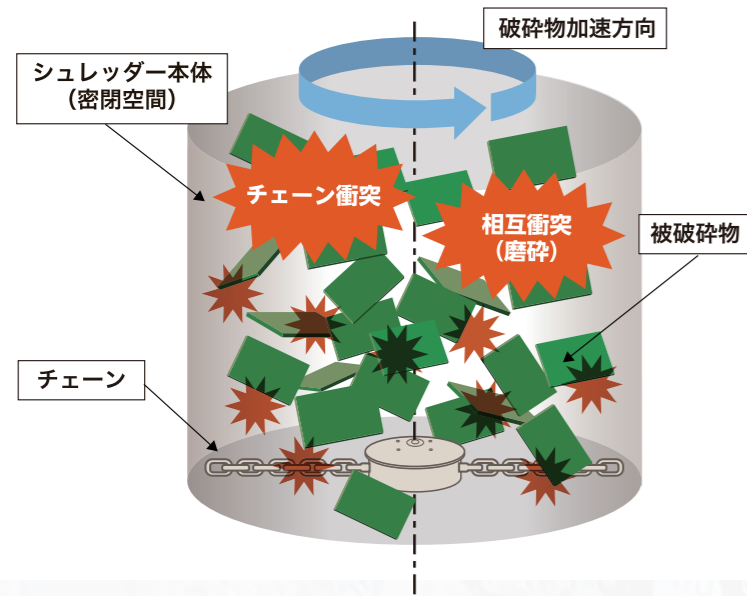 破砕物加速方向
シュレッダー本体
（密閉空間）
チェーン衝突
相互衝突
（磨砕）
被破砕物
チェーン